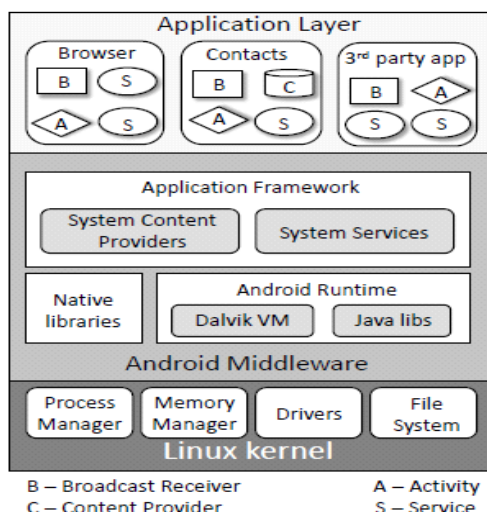 Application Layer
Browser
B
S
A
S
Contacts
B
C
A
S
3rd party app
B
A
S
S
Application Framework
System Content
Providers
System Services
Native
libraries
Android Runtime
Dalvik VM
Java libs
Android Middleware
Process
Manager
Memory
Manager
Drivers
File
System
Linux kernel
B – Broadcast Receiver
A – Activity
C – Content Provider
S – Service